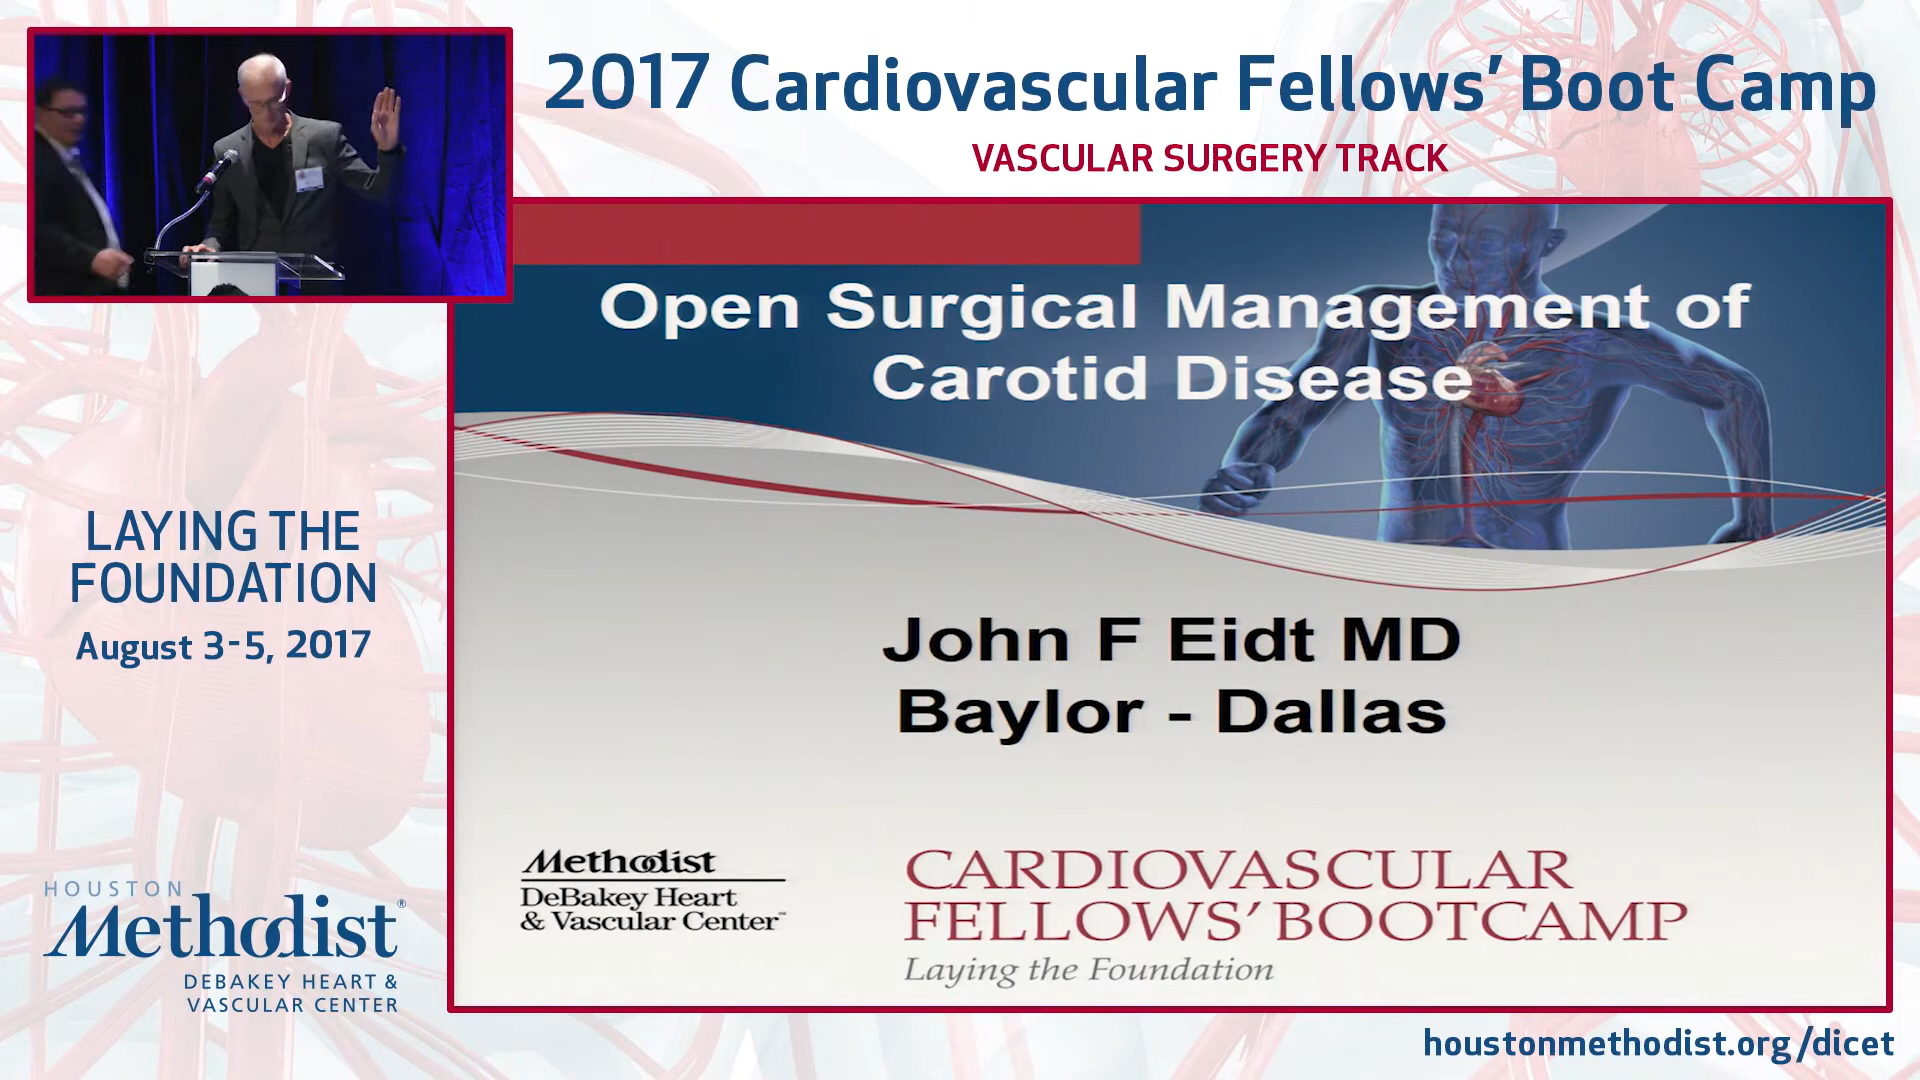 2017 Cardiovascular Fellows’ Boot Camp
VASCULAR SURGERY TRACK
Open Surgical Management of
Carotid Disease
LAYING THE
FOUNDATION
August 3-5, 2017
John F Eidt MD
Baylor - Dallas
Methodist
DeBakey Heart
& Vascular Center™
CARDIOVASCULAR
FELLOWS’ BOOTCAMP
Laying the Foundation
HOUSTON
Methodist®
DEBAKEY HEART &
VASCULAR CENTER
houstonmethodist.org/dicet